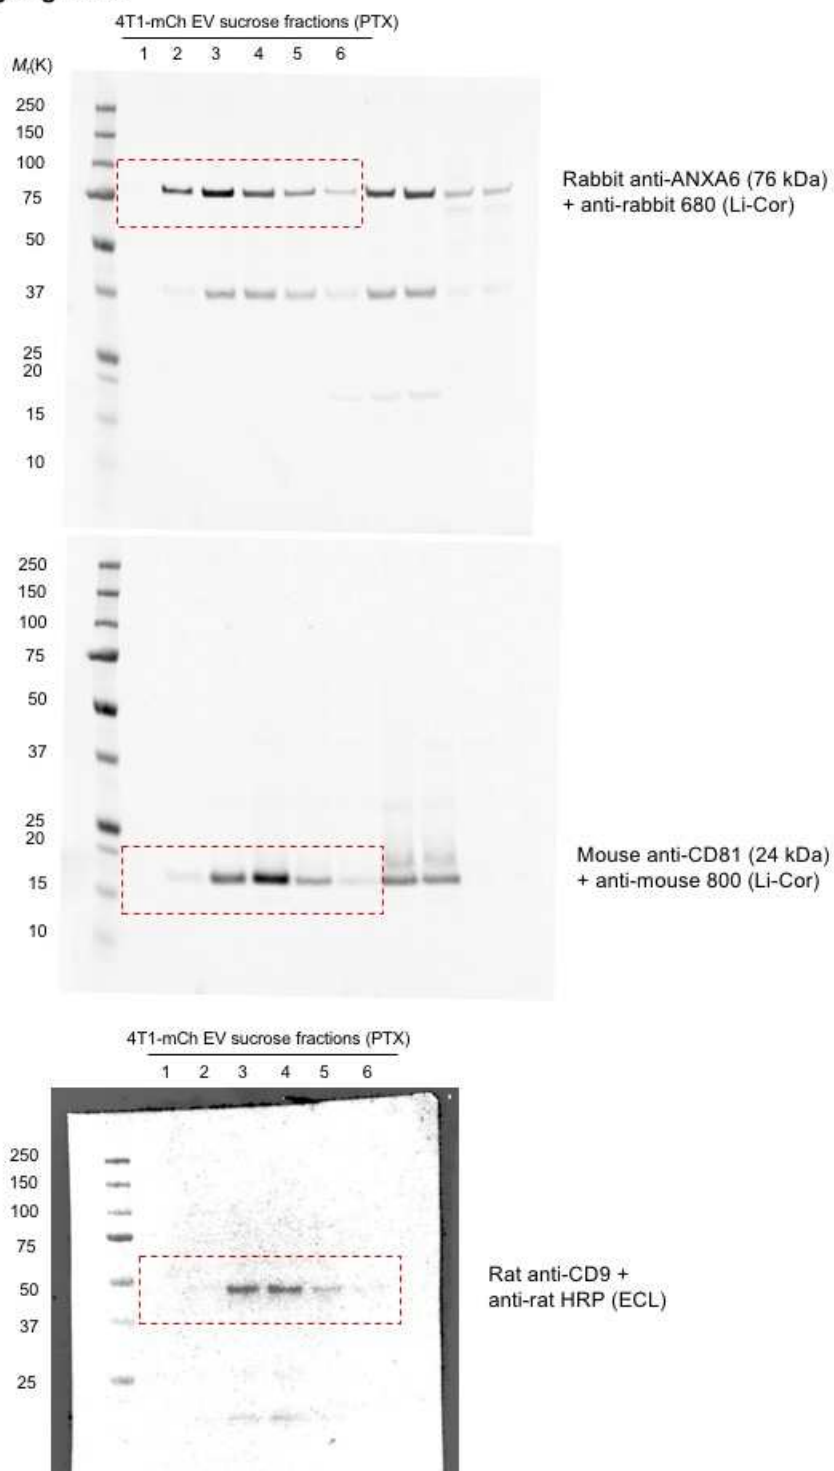 4T1-mCh EV sucrose fractions (PTX)
1 2 3 4 5 6
Mr(K)
250
150
100
75
50
37
25
20
15
10
Rabbit anti-ANXA6 (76 kDa)
+ anti-rabbit 680 (Li-Cor)
250
150
100
75
50
37
25
20
15
10
Mouse anti-CD81 (24 kDa)
+ anti-mouse 800 (Li-Cor)
4T1-mCh EV sucrose fractions (PTX)
1 2 3 4 5 6
250
150
100
75
50
37
25
Rat anti-CD9 +
anti-rat HRP (ECL)